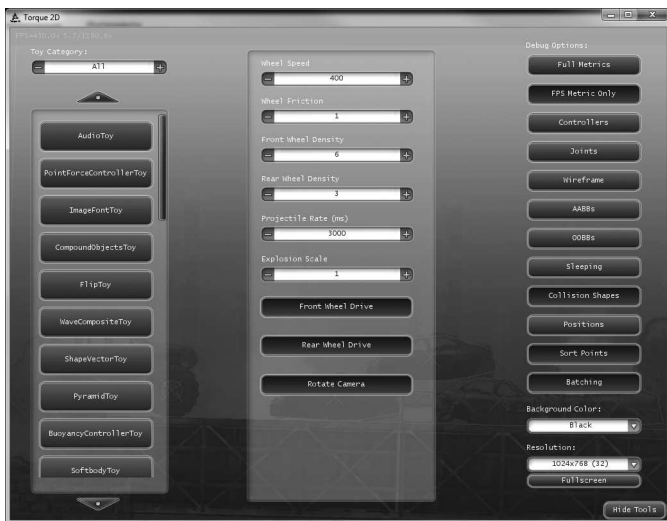 Torque 2D
Toy Category:
All
AudioToy
PointForceControllerToy
ImageFontToy
CompoundObjectsToy
FlipToy
WaveCompositeToy
ShapeVectorToy
PyramidToy
BuoyancyControllerToy
SoftbodyToy
Wheel Speed
400
Wheel Friction
1
Front Wheel Density
6
Rear Wheel Density
3
Projectile Rate (ms)
3000
Explosion Scale
1
Front Wheel Drive
Rear Wheel Drive
Rotate Camera
Debug Options:
Full Metrics
FPS Metric Only
Controllers
Joints
Wireframe
AABBs
OOBBs
Sleeping
Collision Shapes
Positions
Sort Points
Batching
Background Color:
Black
Resolution:
1024x768 (32)
Fullscreen
Hide Tools